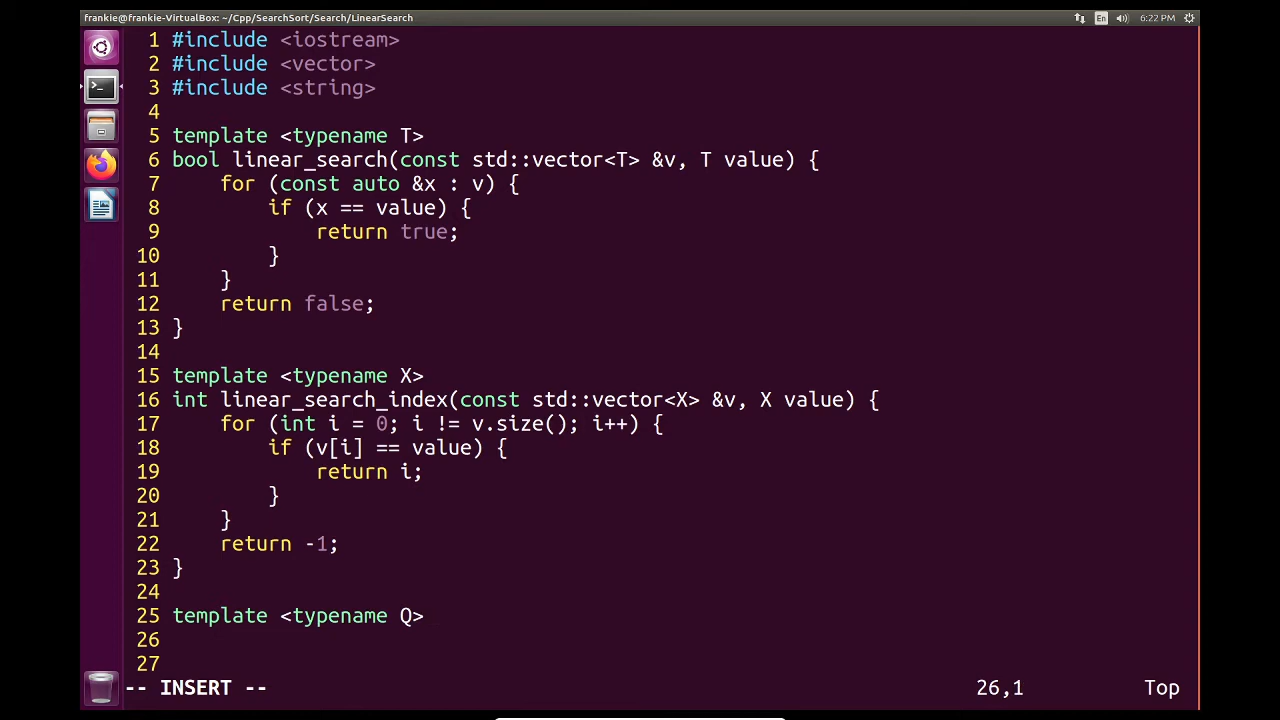 frankie@frankie-VirtualBox: ~/Cpp/SearchSort/Search/LinearSearch
En
6:22 PM
1 #include <iostream>
2 #include <vector>
3 #include <string>
4
5 template <typename T>
6 bool linear_search(const std::vector<T> &v, T value) {
7     for (const auto &x : v) {
8         if (x == value) {
9             return true;
10         }
11     }
12     return false;
13 }
14
15 template <typename X>
16 int linear_search_index(const std::vector<X> &v, X value) {
17     for (int i = 0; i != v.size(); i++) {
18         if (v[i] == value) {
19             return i;
20         }
21     }
22     return -1;
23 }
24
25 template <typename Q>
26
27
-- INSERT -- 26,1 Top